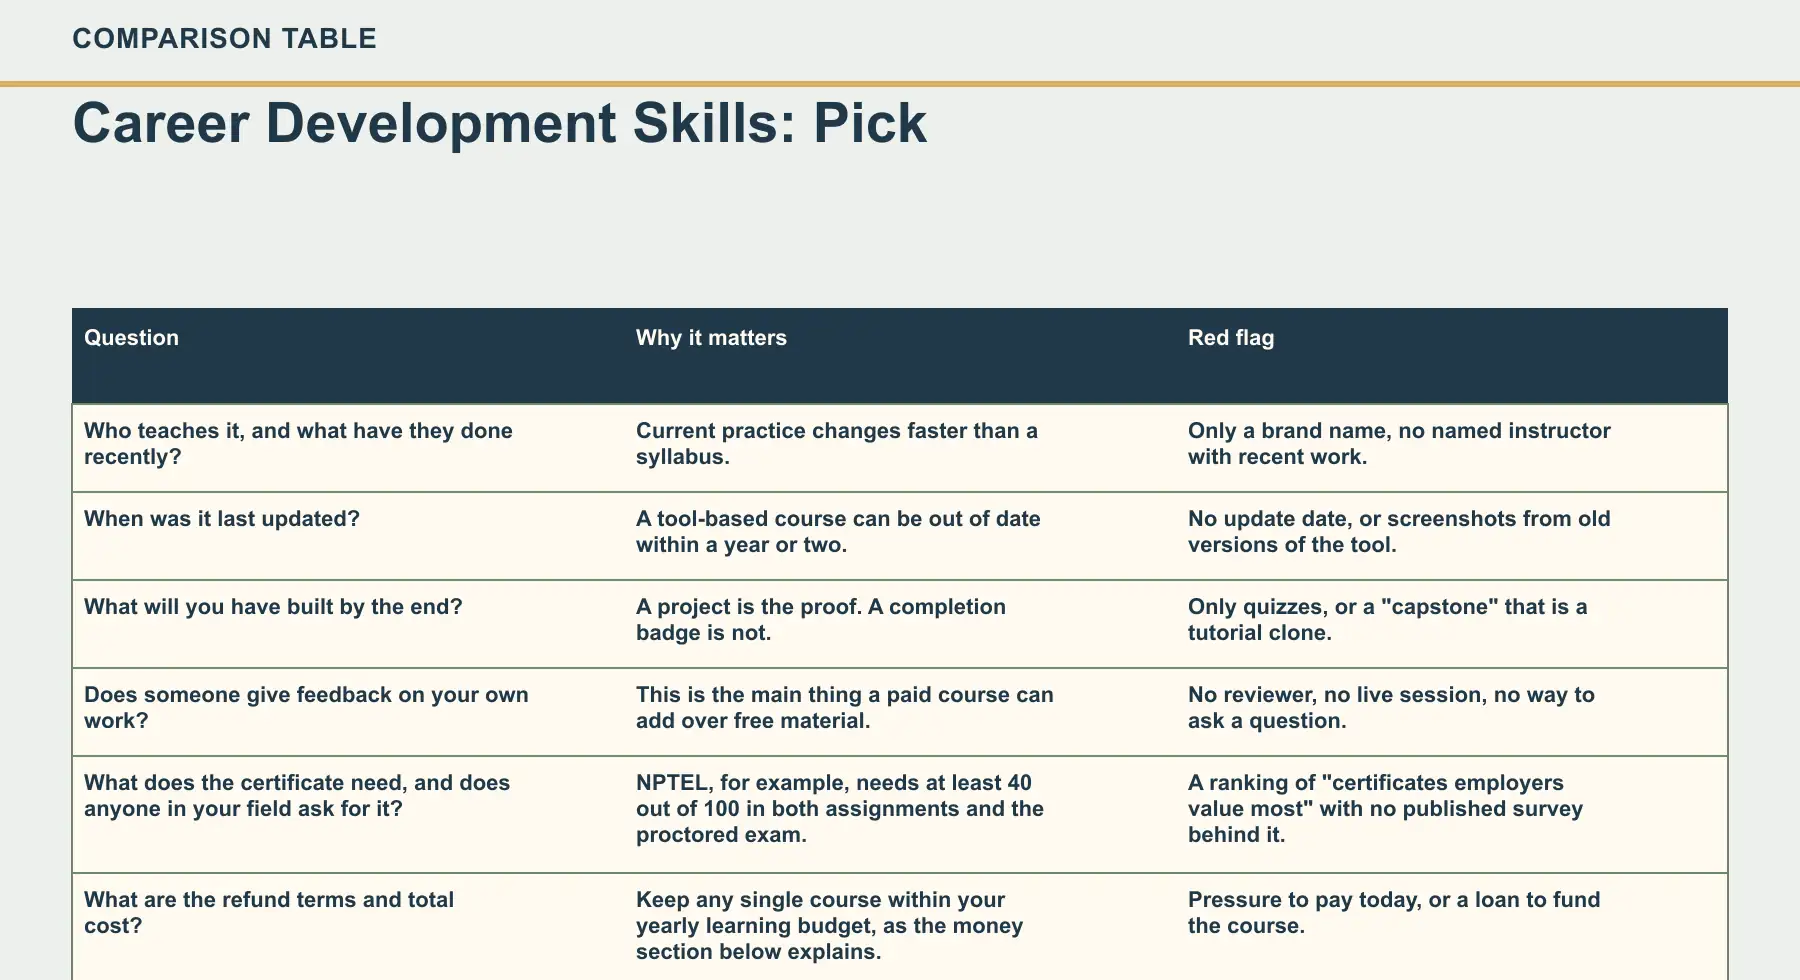 COMPARISON TABLE
Career Development Skills: Pick
Question
Why it matters
Red flag
Who teaches it, and what have they done
recently?
Current practice changes faster than a
syllabus.
Only a brand name, no named instructor
with recent work.
When was it last updated?
A tool-based course can be out of date
within a year or two.
No update date, or screenshots from old
versions of the tool.
What will you have built by the end?
A project is the proof. A completion
badge is not.
Only quizzes, or a "capstone" that is a
tutorial clone.
Does someone give feedback on your own
work?
This is the main thing a paid course can
add over free material.
No reviewer, no live session, no way to
ask a question.
What does the certificate need, and does
anyone in your field ask for it?
NPTEL, for example, needs at least 40
out of 100 in both assignments and the
proctored exam.
A ranking of "certificates employers
value most" with no published survey
behind it.
What are the refund terms and total
cost?
Keep any single course within your
yearly learning budget, as the money
section below explains.
Pressure to pay today, or a loan to fund
the course.